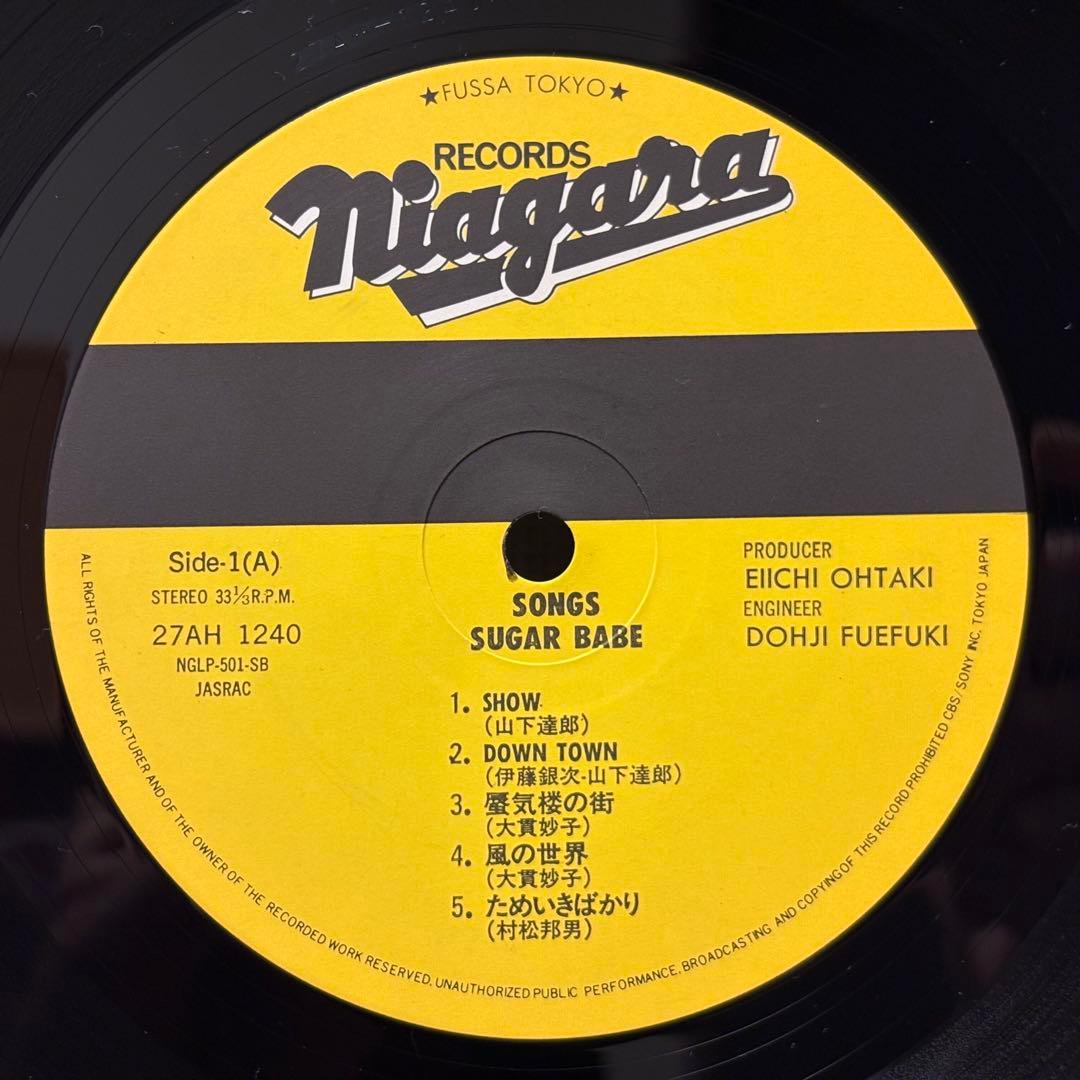 ★FUSSA TOKYO★
RECORDS
Niagara
Side-1(A)
STEREO 33⅓R.P.M.
27AH 1240
NGLP-501-SB
JASRAC
SONGS
SUGAR BABE
PRODUCER
EIICHI OHTAKI
ENGINEER
DOHJI FUEFUKI
1. SHOW
(山下達郎)
2. DOWN TOWN
(伊藤銀次-山下達郎)
3. 蜃気楼の街
(大貫妙子)
4. 風の世界
(大貫妙子)
5. ためいきばかり
(村松邦男)
ALL RIGHTS OF THE MANUFACTURER AND OF THE OWNER OF THE RECORDED WORK RESERVED. UNAUTHORIZED PUBLIC PERFORMANCE. BROADCASTING AND COPYING OF THIS RECORD PROHIBITED CBS/SONY INC. TOKYO JAPAN